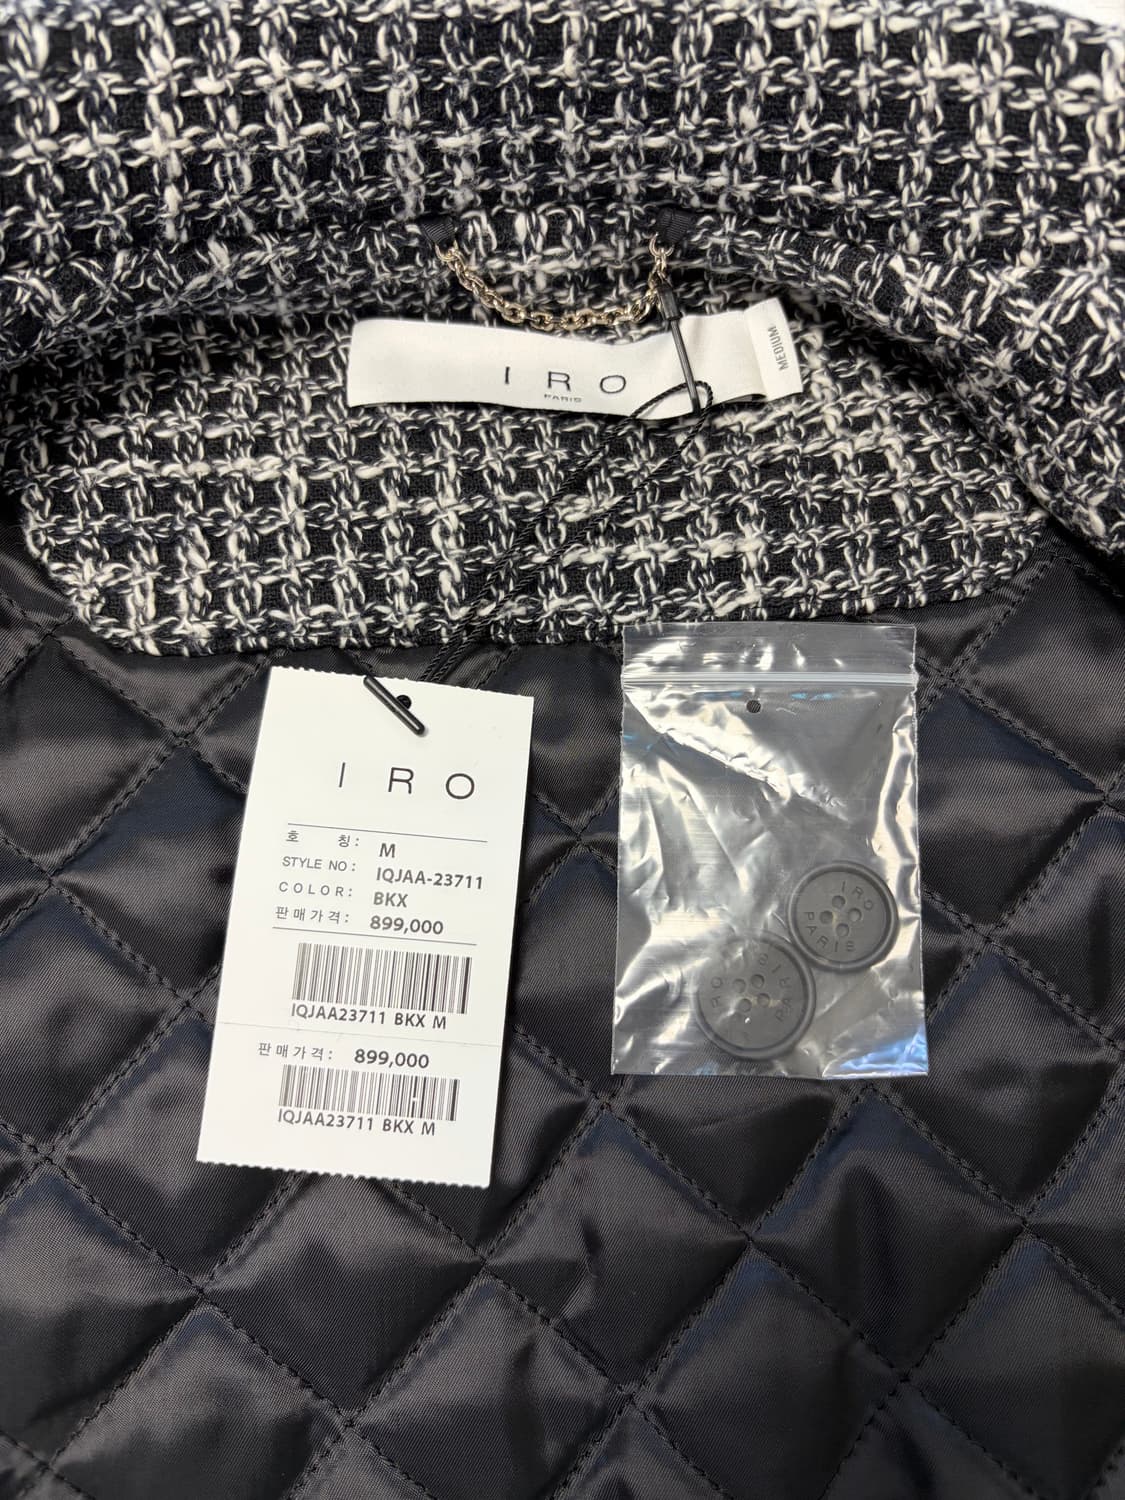 I R O
PARIS
MEDIUM
I R O
호 칭: M
STYLE NO: IQJAA-23711
COLOR: BKX
판매가격: 899,000
IQJAA23711 BKX M
판매가격: 899,000
IQJAA23711 BKX M
IRO
PARIS
IRO
PARIS